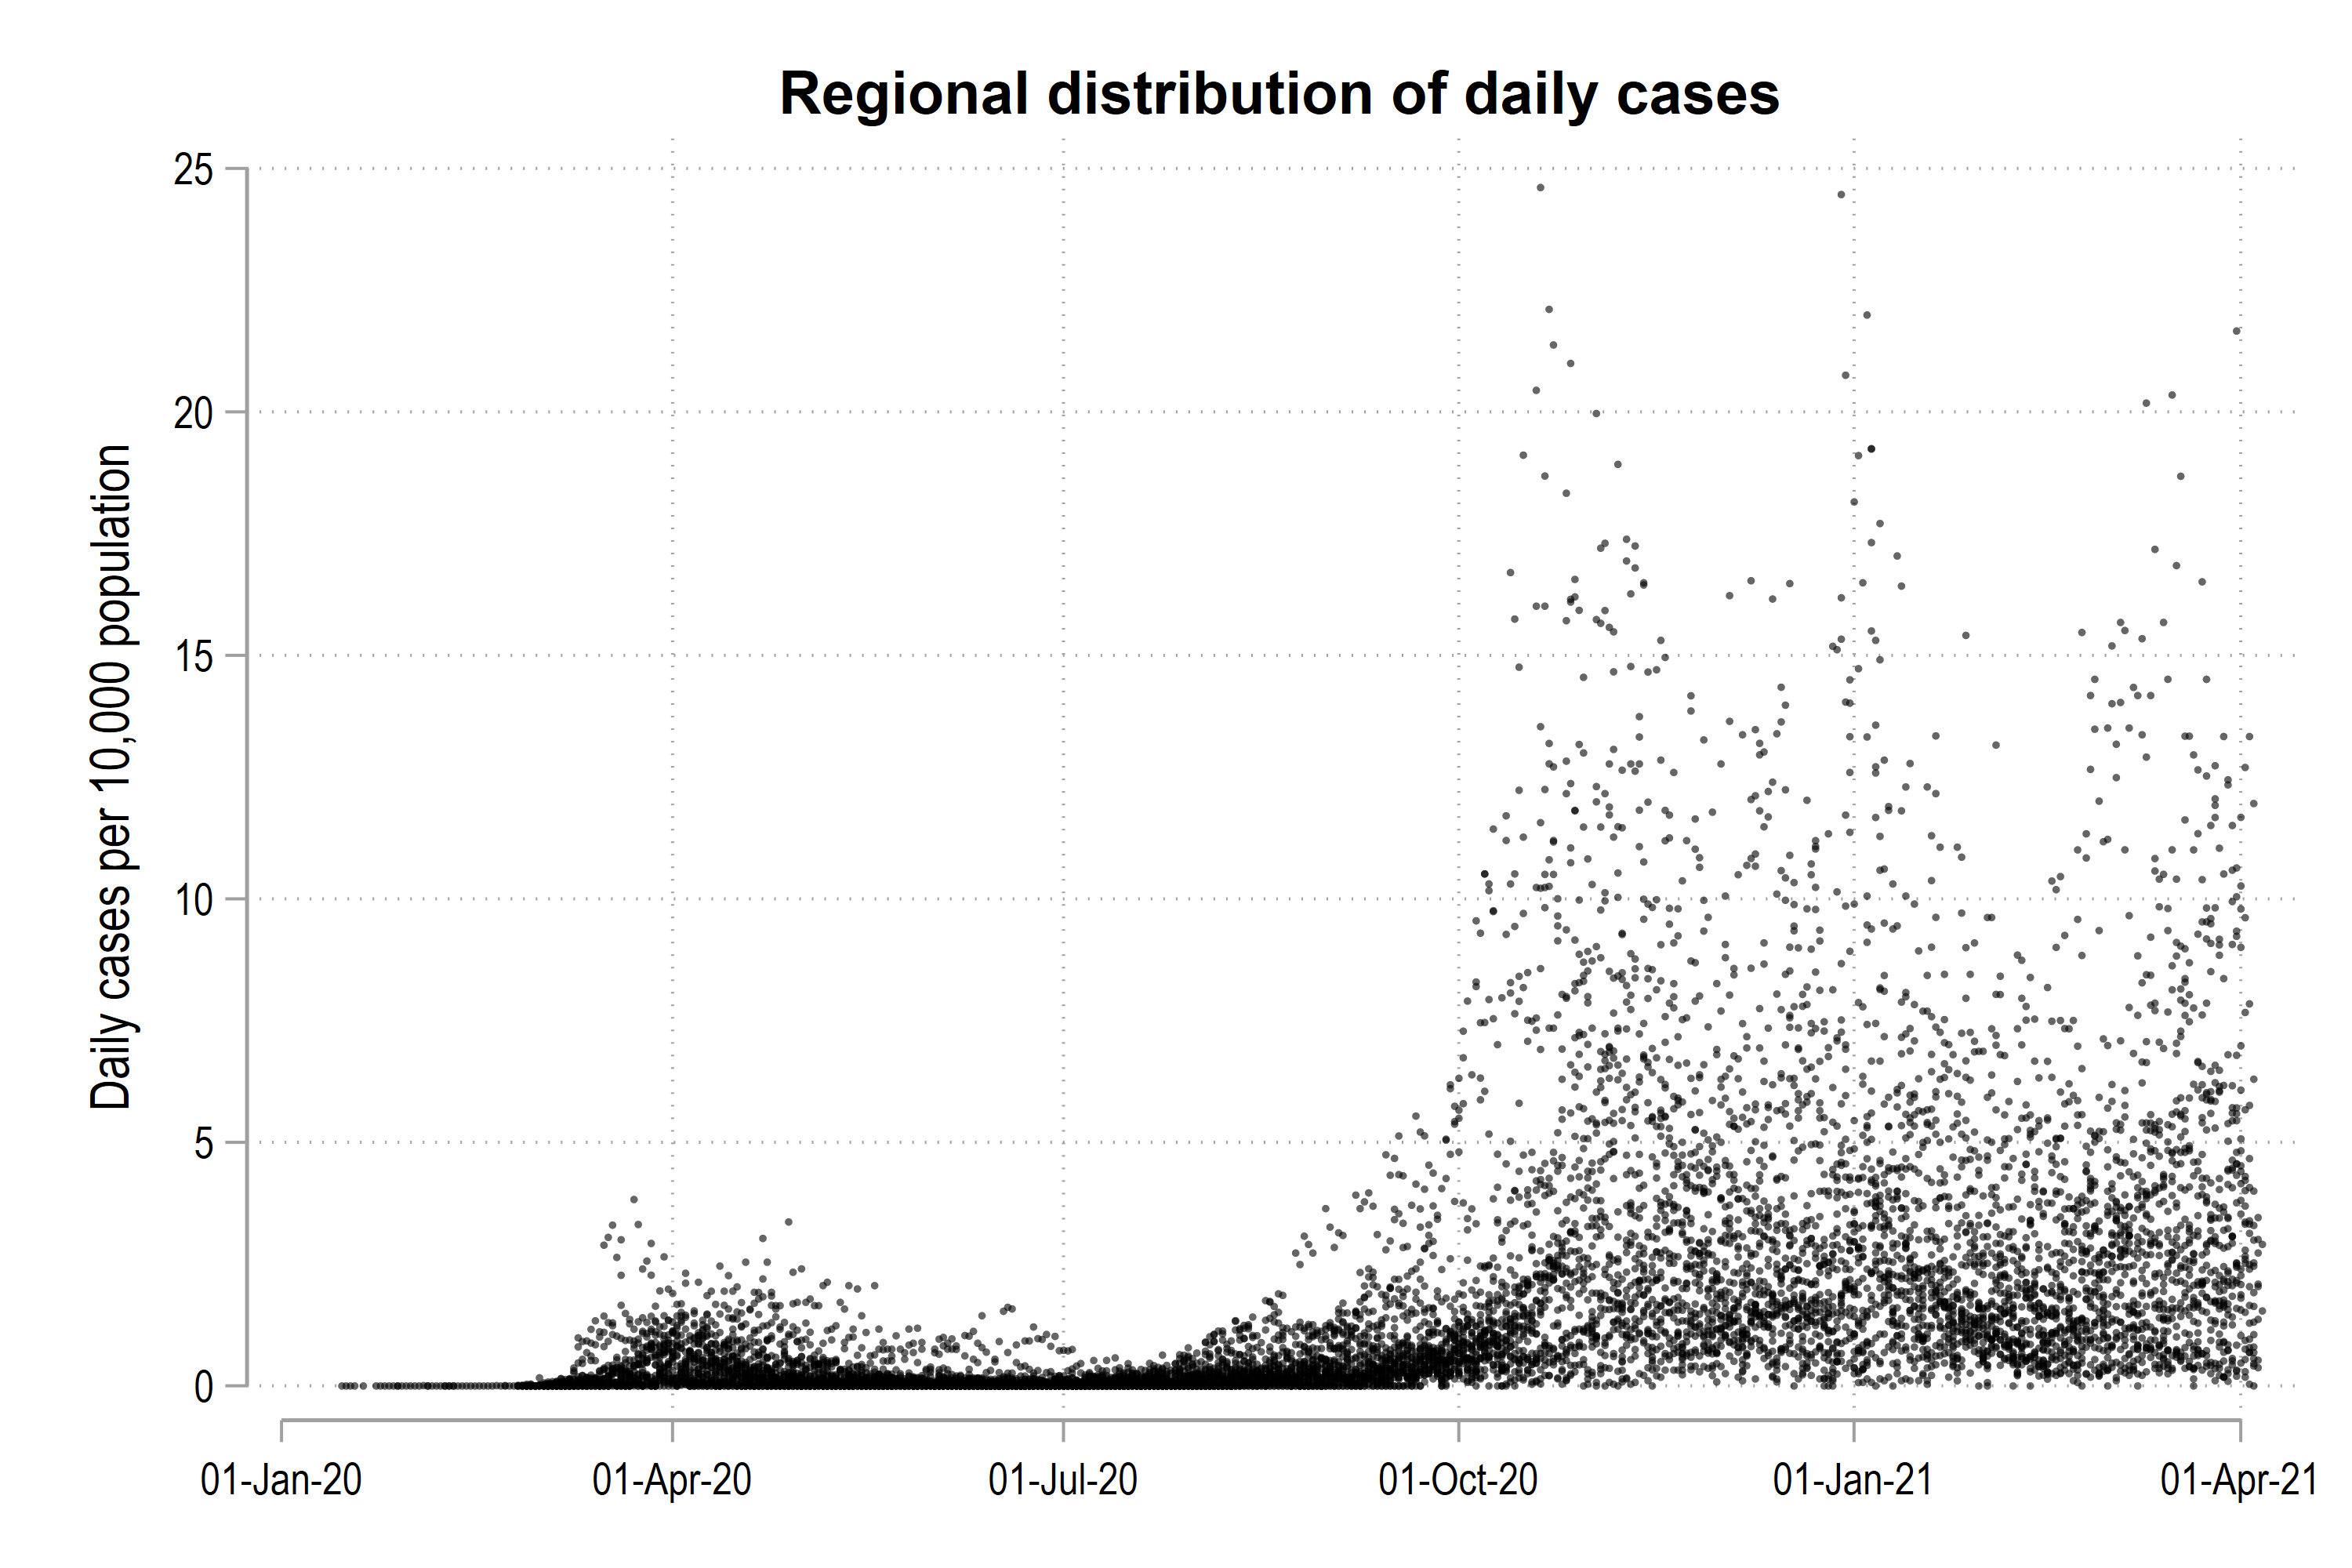 Regional distribution of daily cases
Daily cases per 10,000 population
25
20
15
10
5
0
01-Jan-20
01-Apr-20
01-Jul-20
01-Oct-20
01-Jan-21
01-Apr-21